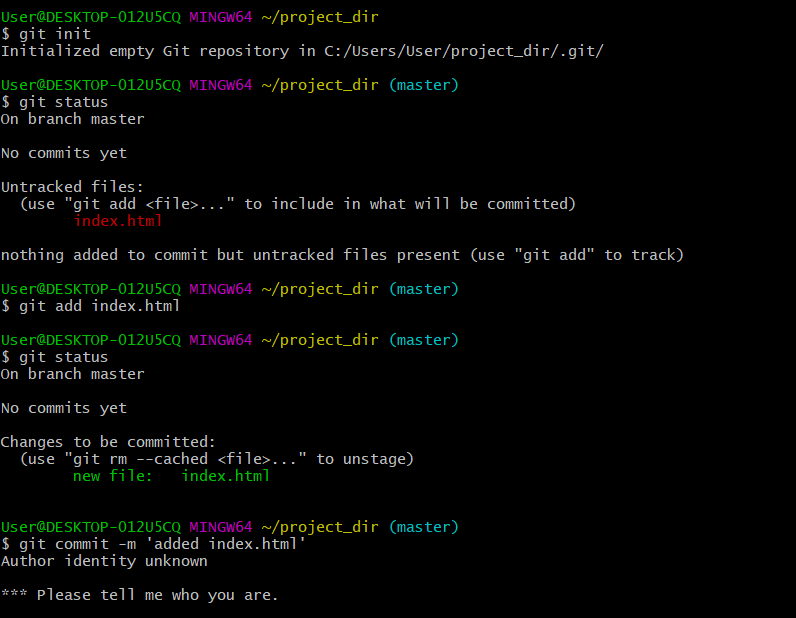 User@DESKTOP-012U5CQ MINGW64 ~/project_dir
$ git init
Initialized empty Git repository in C:/Users/User/project_dir/.git/
User@DESKTOP-012U5CQ MINGW64 ~/project_dir (master)
$ git status
On branch master
No commits yet
Untracked files:
  (use "git add <file>..." to include in what will be committed)
        index.html
nothing added to commit but untracked files present (use "git add" to track)
User@DESKTOP-012U5CQ MINGW64 ~/project_dir (master)
$ git add index.html
User@DESKTOP-012U5CQ MINGW64 ~/project_dir (master)
$ git status
On branch master
No commits yet
Changes to be committed:
  (use "git rm --cached <file>..." to unstage)
        new file:   index.html
User@DESKTOP-012U5CQ MINGW64 ~/project_dir (master)
$ git commit -m 'added index.html'
Author identity unknown
*** Please tell me who you are.